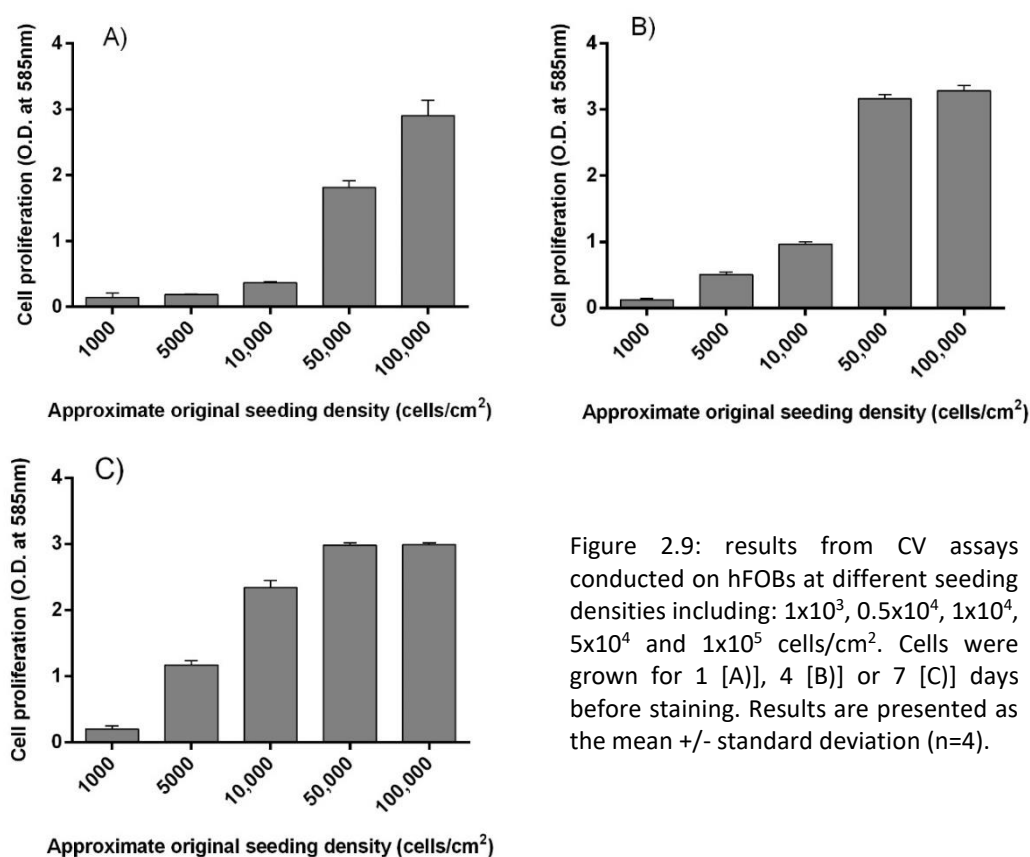 A)
Cell proliferation (O.D. at 585nm)
4
3
2
1
0
1000
5000
10,000
50,000
100,000
Approximate original seeding density (cells/cm²)
B)
Cell proliferation (O.D. at 585nm)
4
3
2
1
0
1000
5000
10,000
50,000
100,000
Approximate original seeding density (cells/cm²)
C)
Cell proliferation (O.D. at 585nm)
4
3
2
1
0
1000
5000
10,000
50,000
100,000
Approximate original seeding density (cells/cm²)
Figure 2.9: results from CV assays
conducted on hFOBs at different seeding
densities including: 1x10³, 0.5x10⁴, 1x10⁴,
5x10⁴ and 1x10⁵ cells/cm². Cells were
grown for 1 [A)], 4 [B)] or 7 [C)] days
before staining. Results are presented as
the mean +/- standard deviation (n=4).